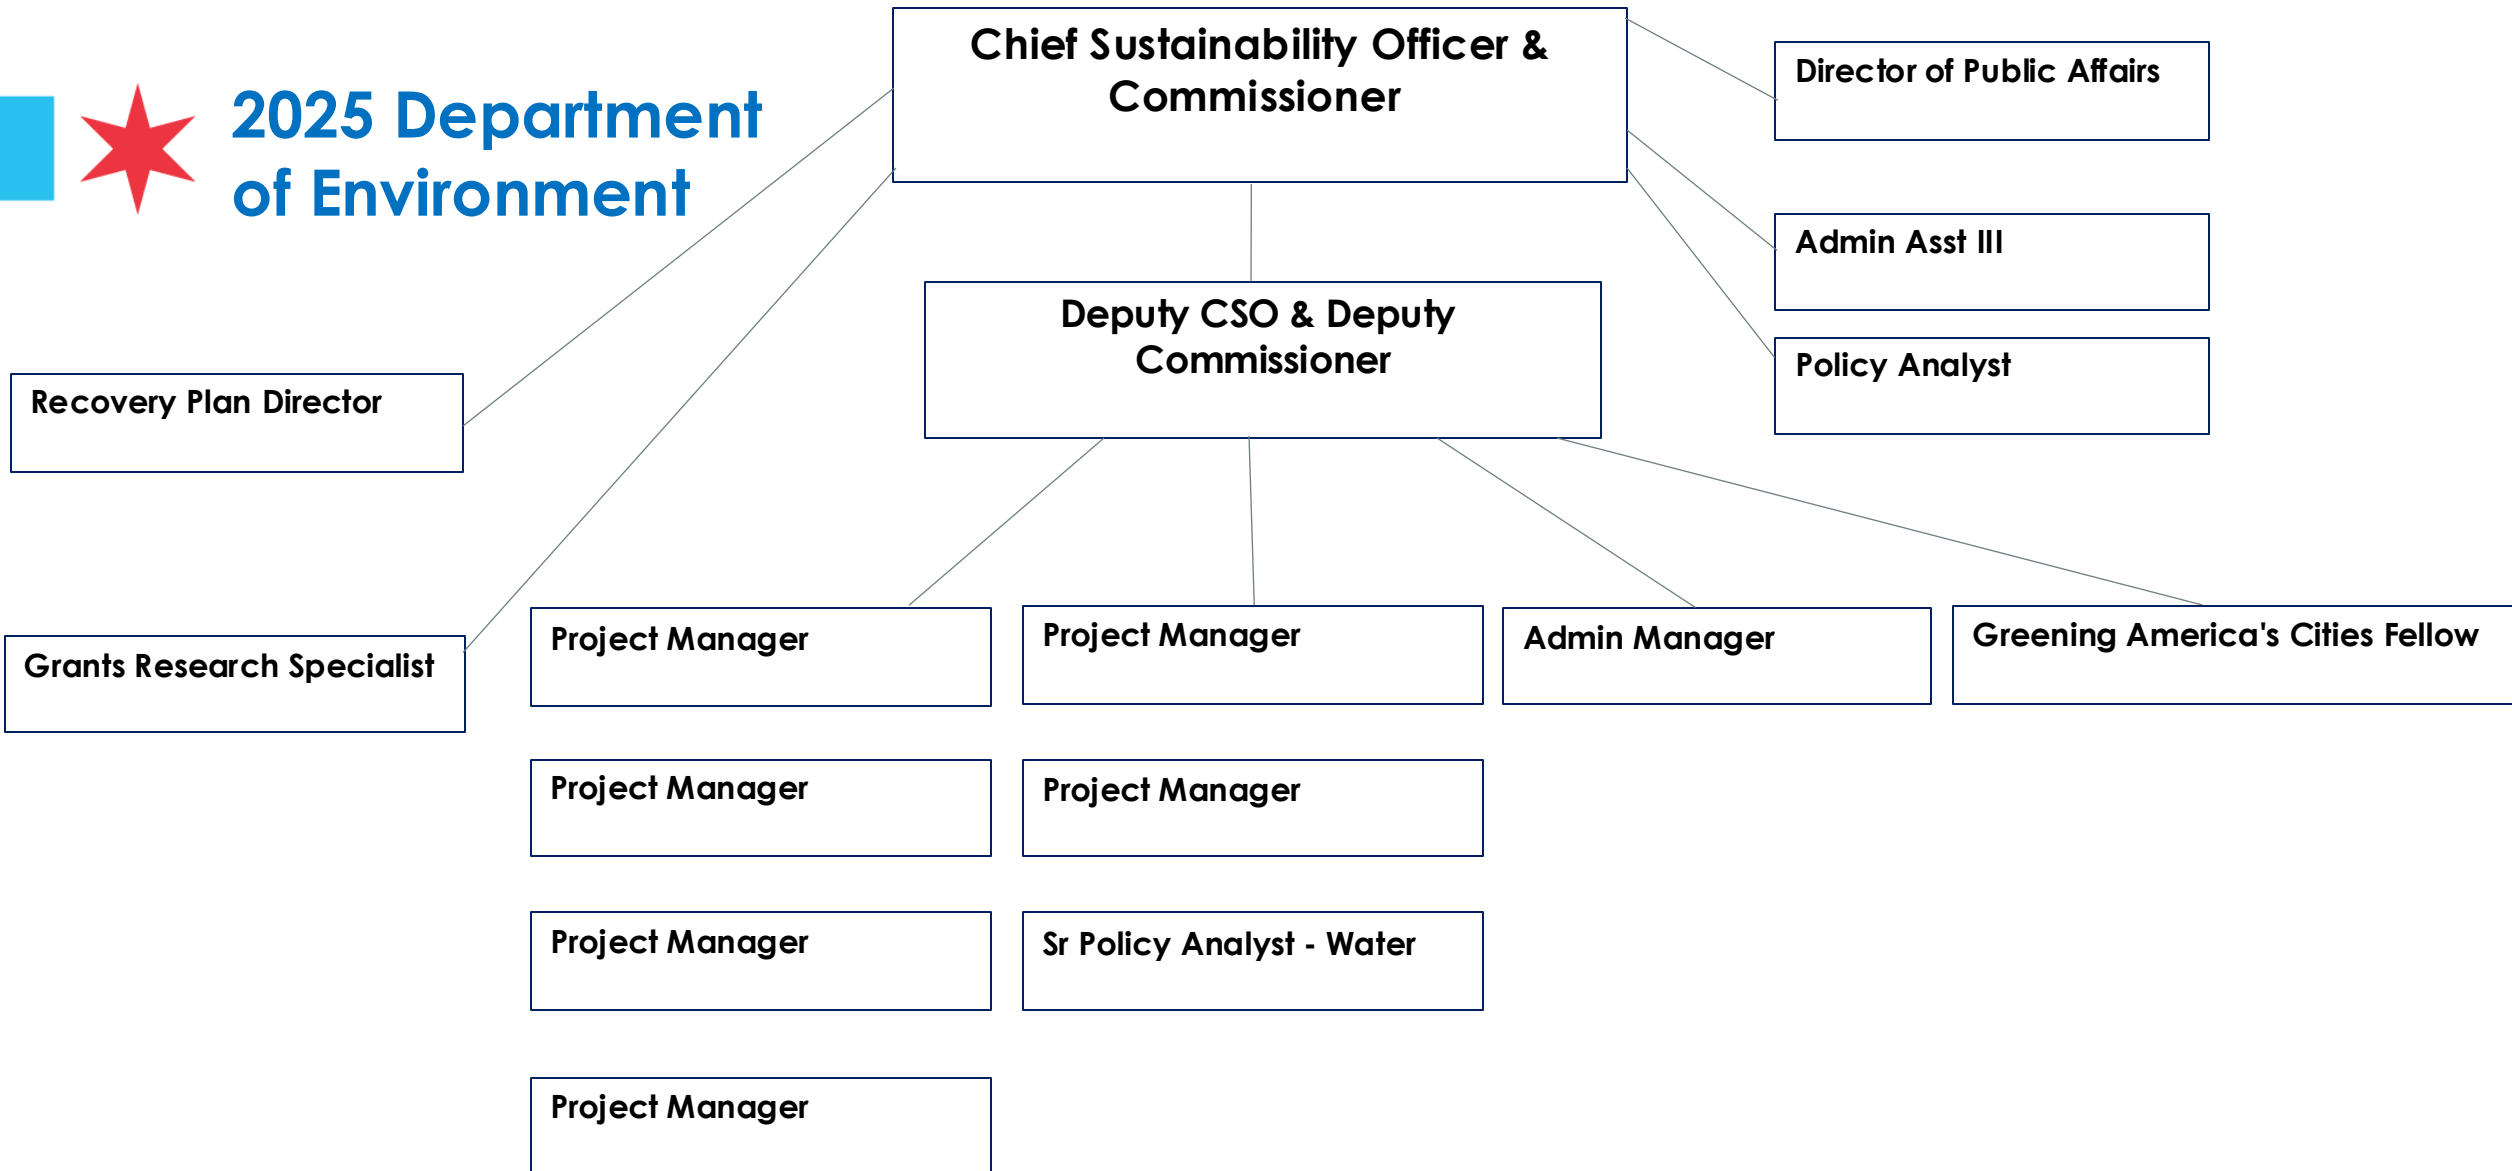 2025 Department
of Environment
Chief Sustainability Officer &
Commissioner
Director of Public Affairs
Admin Asst III
Policy Analyst
Deputy CSO & Deputy
Commissioner
Recovery Plan Director
Grants Research Specialist
Project Manager
Project Manager
Admin Manager
Greening America's Cities Fellow
Project Manager
Project Manager
Project Manager
Sr Policy Analyst - Water
Project Manager